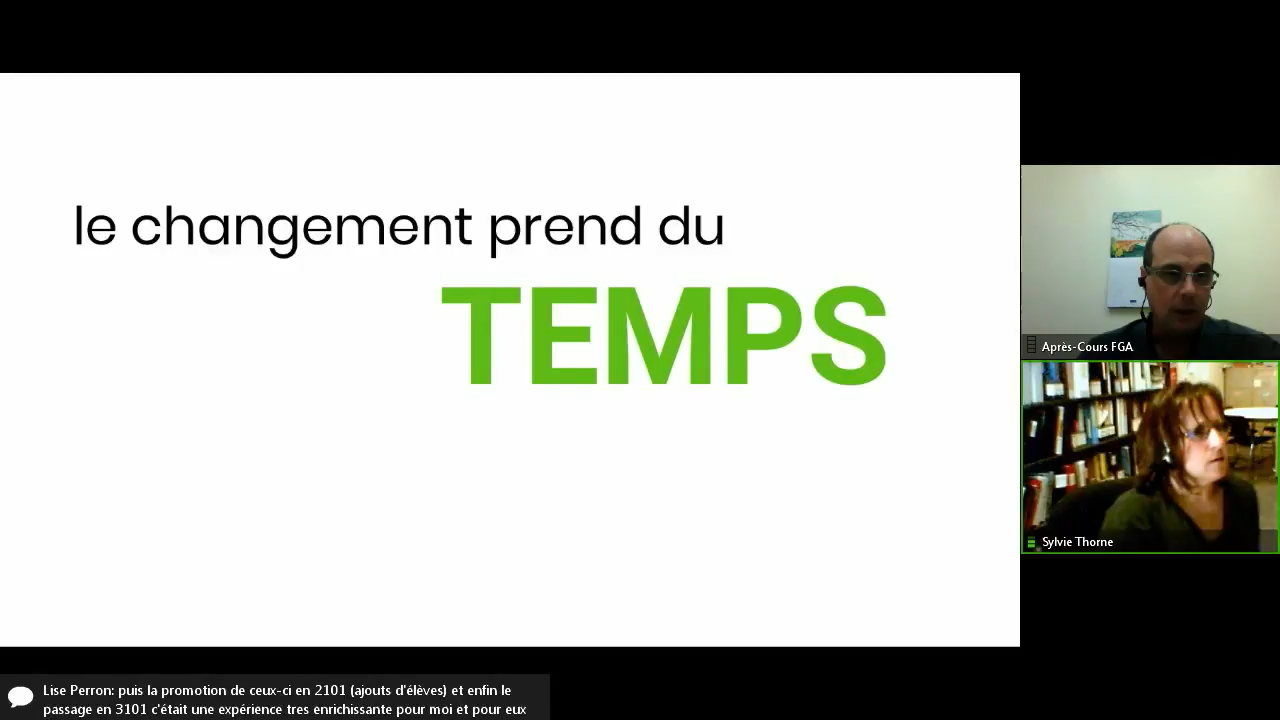 le changement prend du
TEMPS
Après-Cours FGA
Sylvie Thorne
Lise Perron: puis la promotion de ceux-ci en 2101 (ajouts d'élèves) et enfin le
passage en 3101 c'était une expérience tres enrichissante pour moi et pour eux